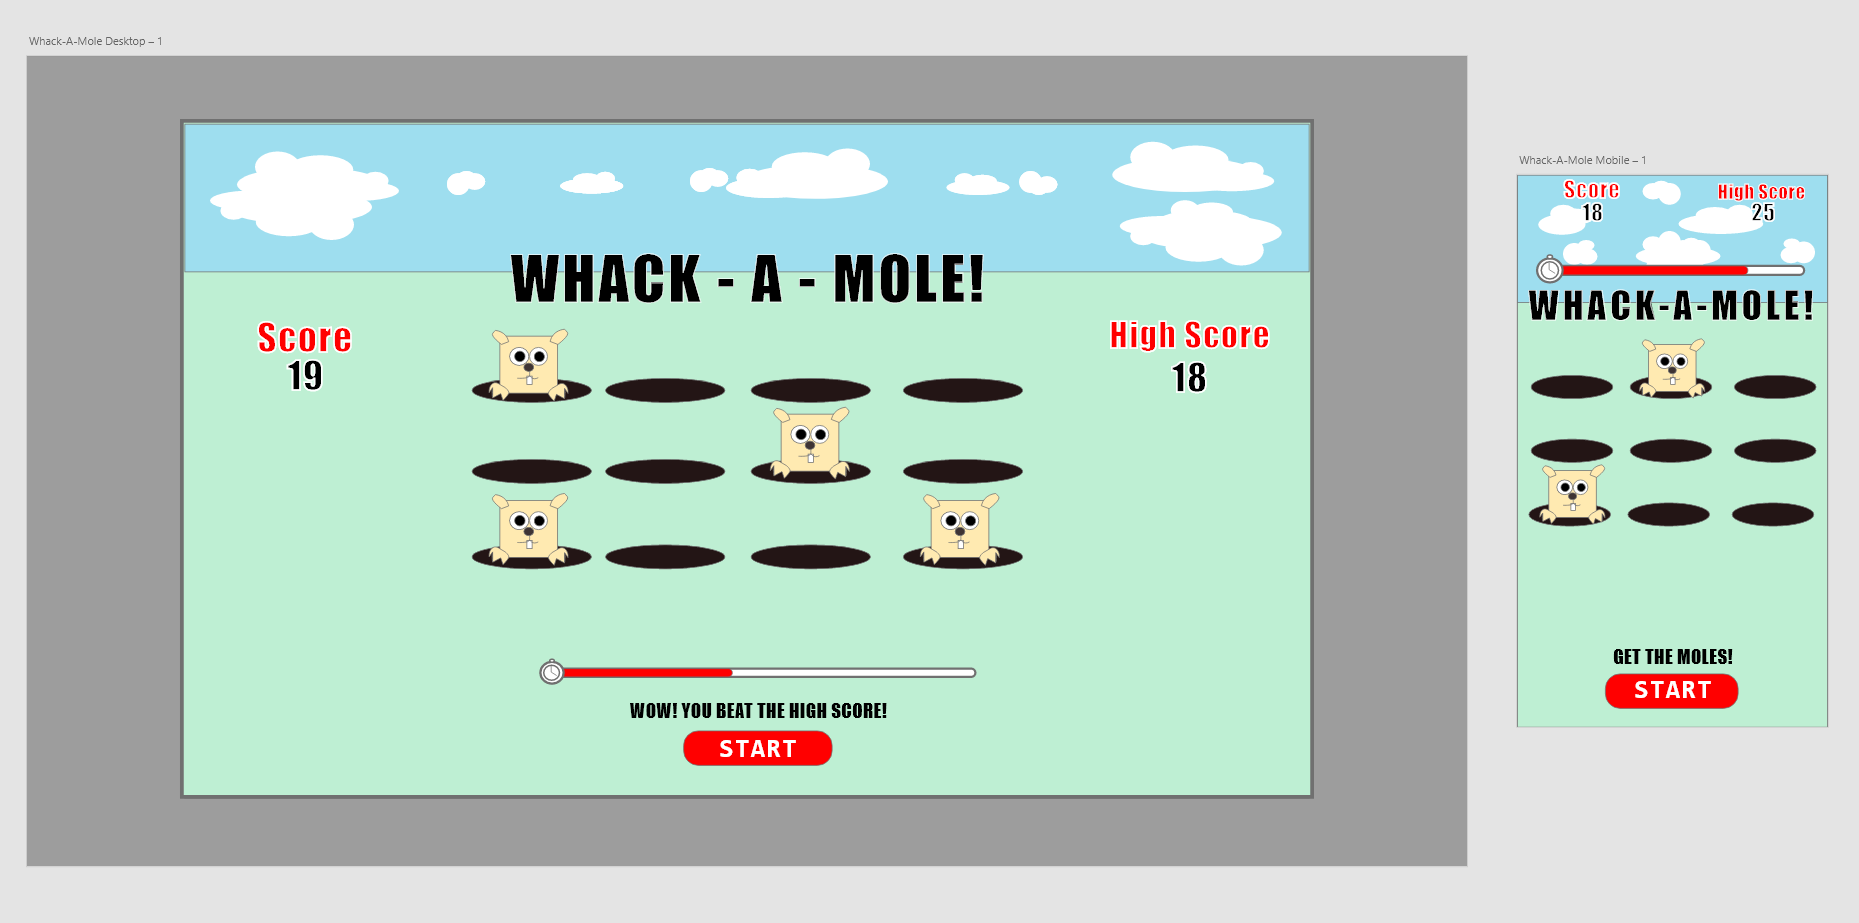 Whack-A-Mole Desktop – 1
WHACK - A - MOLE!
Score
19
High Score
18
WOW! YOU BEAT THE HIGH SCORE!
START
Whack-A-Mole Mobile – 1
Score
18
High Score
25
WHACK-A-MOLE!
GET THE MOLES!
START